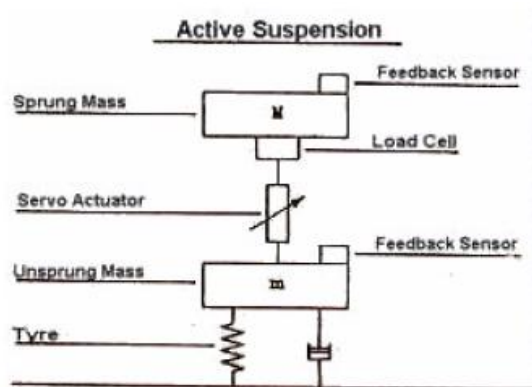 Active Suspension
Feedback Sensor
Sprung Mass
M
Load Cell
Servo Actuator
Feedback Sensor
Unsprung Mass
m
Tyre